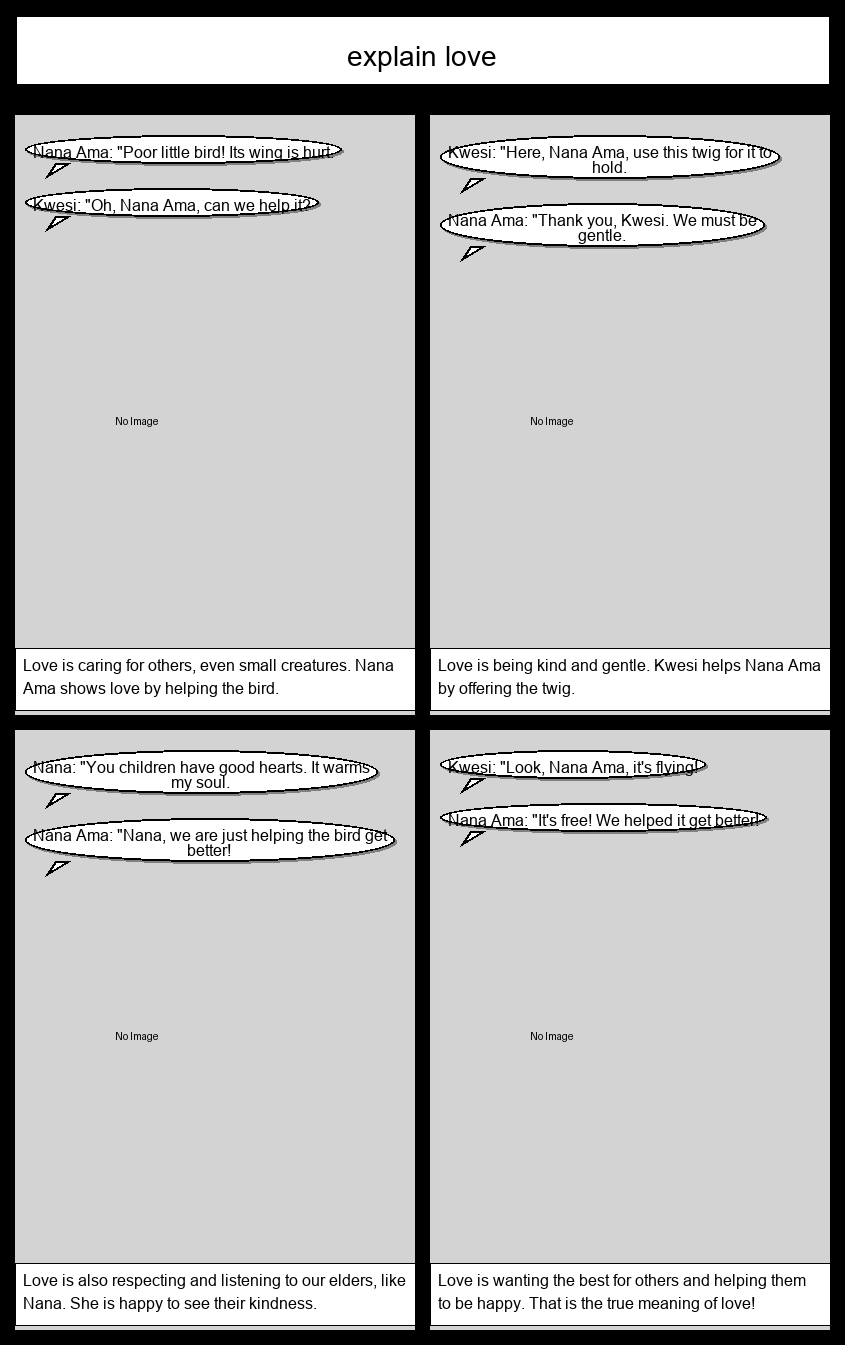 explain love
Nana Ama: "Poor little bird! Its wing is hurt.
Kwesi: "Oh, Nana Ama, can we help it?
No Image
Love is caring for others, even small creatures. Nana
Ama shows love by helping the bird.
Kwesi: "Here, Nana Ama, use this twig for it to
hold.
Nana Ama: "Thank you, Kwesi. We must be
gentle.
No Image
Love is being kind and gentle. Kwesi helps Nana Ama
by offering the twig.
Nana: "You children have good hearts. It warms
my soul.
Nana Ama: "Nana, we are just helping the bird get
better!
No Image
Love is also respecting and listening to our elders, like
Nana. She is happy to see their kindness.
Kwesi: "Look, Nana Ama, it's flying!
Nana Ama: "It's free! We helped it get better!
No Image
Love is wanting the best for others and helping them
to be happy. That is the true meaning of love!